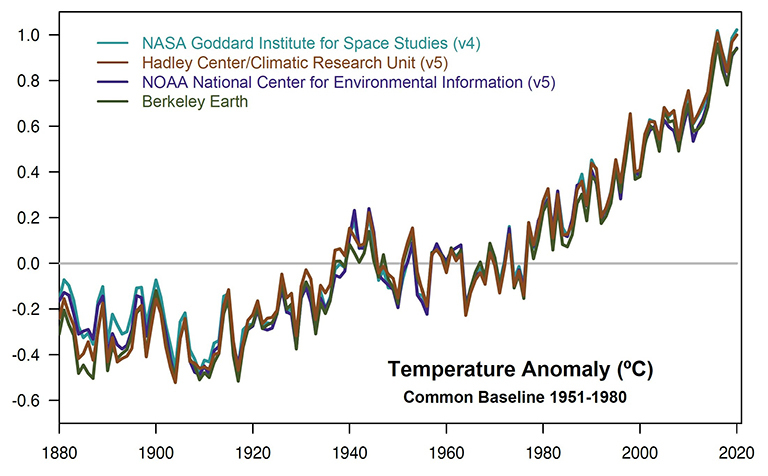 NASA Goddard Institute for Space Studies (v4)
Hadley Center/Climatic Research Unit (v5)
NOAA National Center for Environmental Information (v5)
Berkeley Earth
1.0
0.8
0.6
0.4
0.2
0.0
-0.2
-0.4
-0.6
Temperature Anomaly (ºC)
Common Baseline 1951-1980
1880 1900 1920 1940 1960 1980 2000 2020